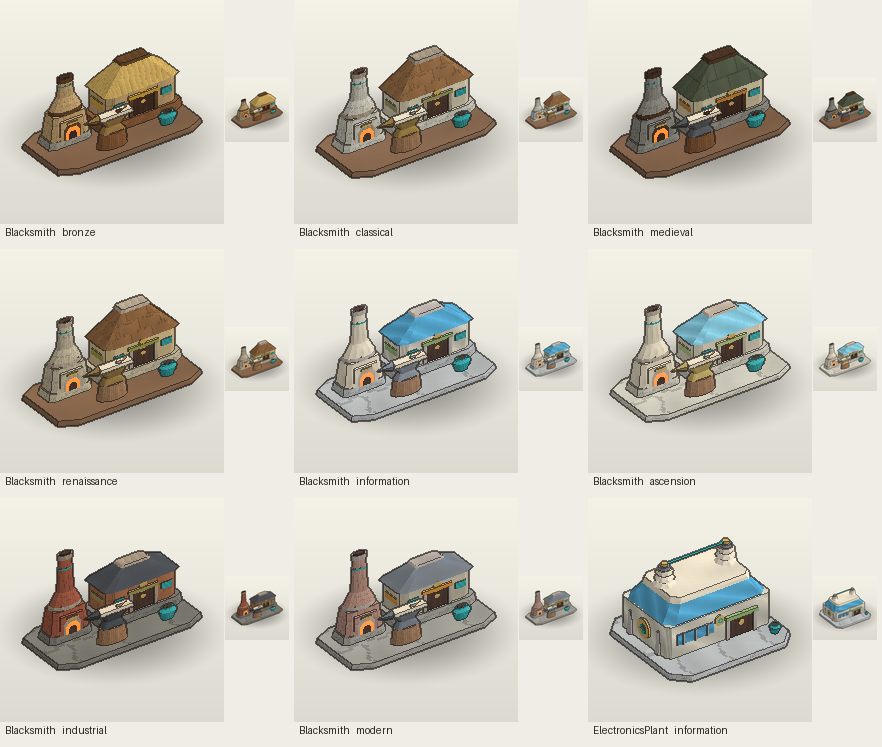 Blacksmith bronze
Blacksmith classical
Blacksmith medieval
Blacksmith renaissance
Blacksmith information
Blacksmith ascension
Blacksmith industrial
Blacksmith modern
ElectronicsPlant information